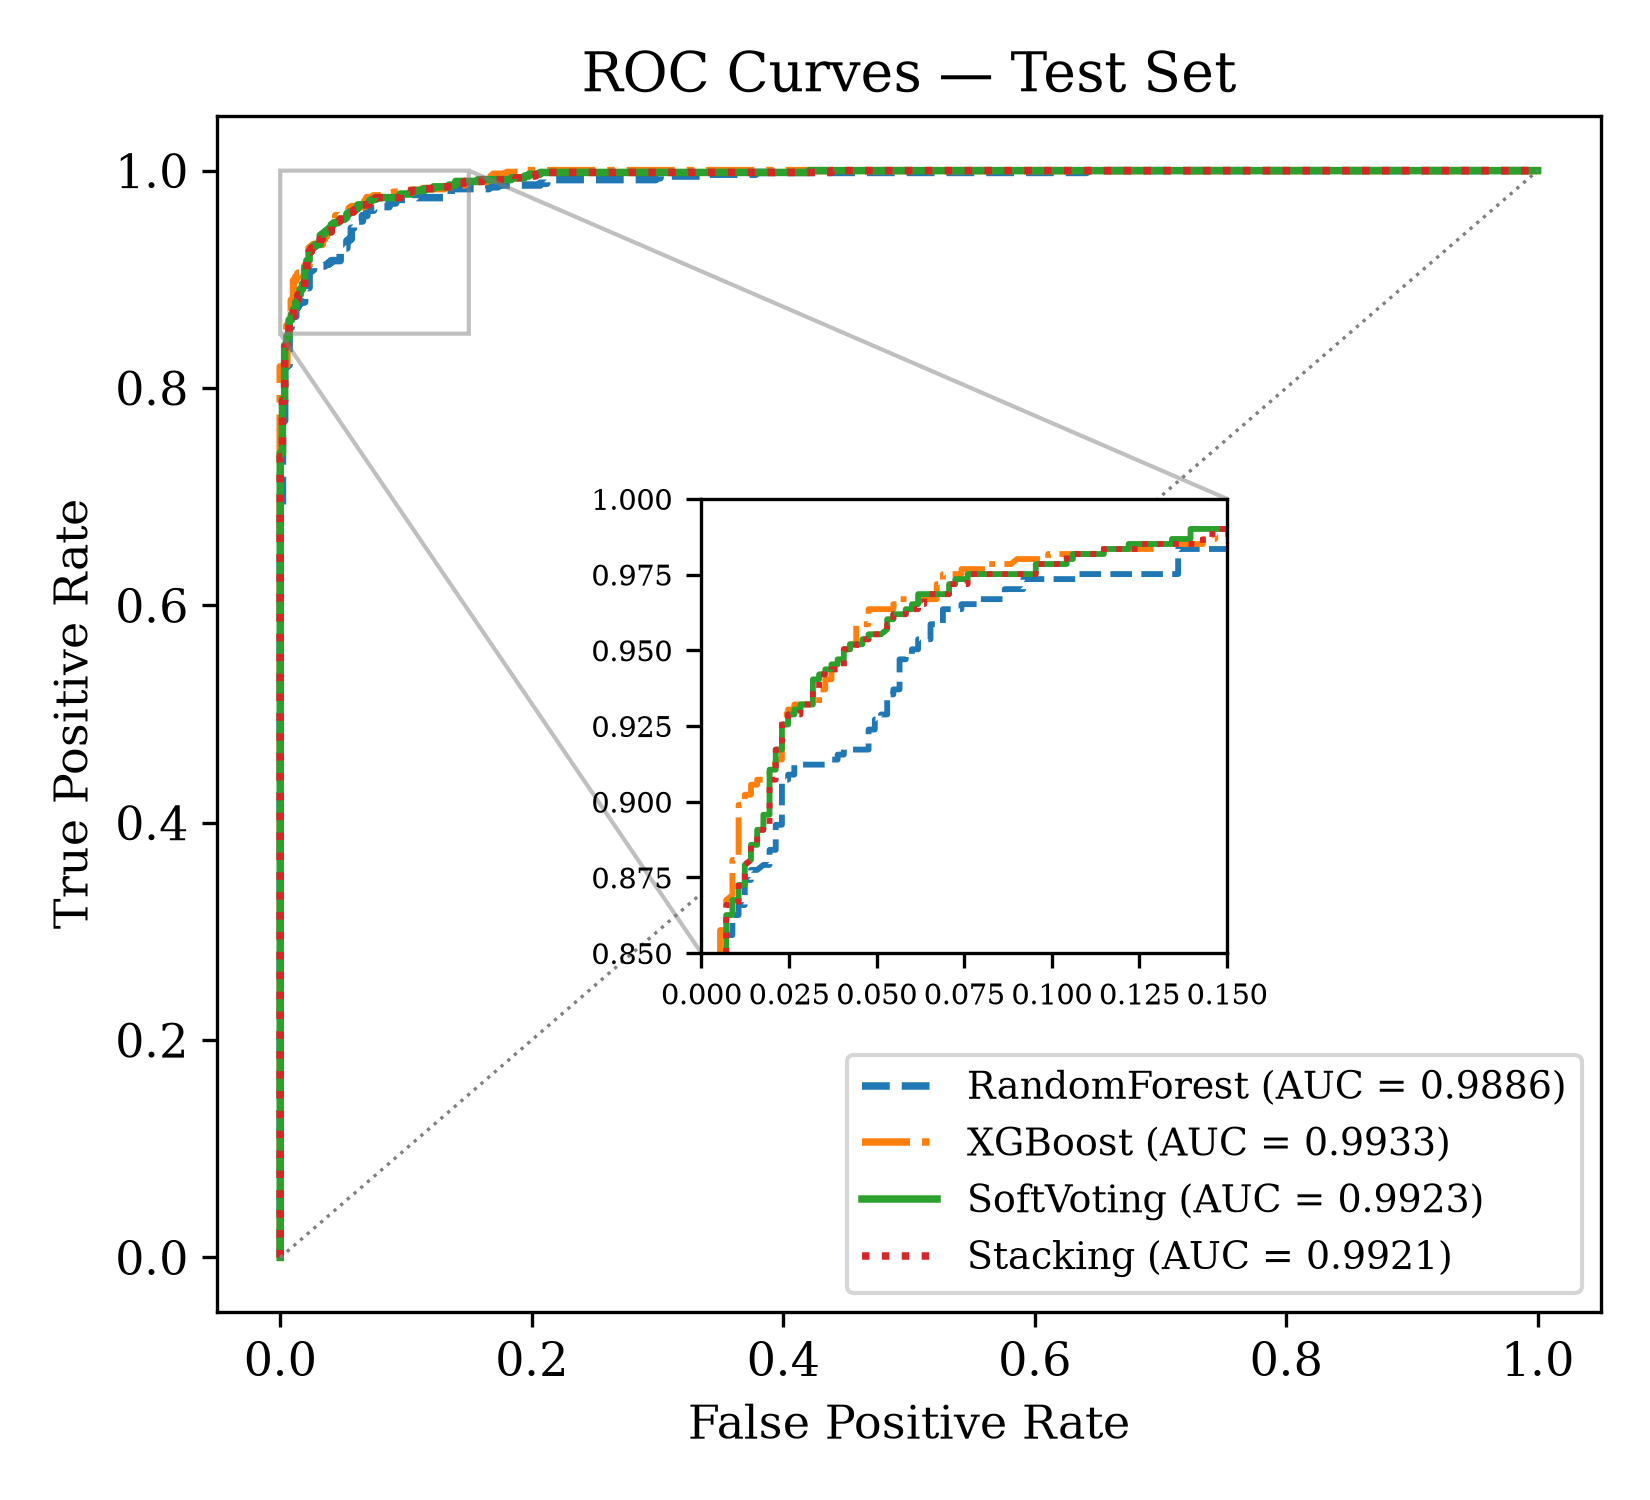 ROC Curves — Test Set
True Positive Rate
1.0
0.8
0.6
0.4
0.2
0.0
1.000
0.975
0.950
0.925
0.900
0.875
0.850
0.000 0.025 0.050 0.075 0.100 0.125 0.150
RandomForest (AUC = 0.9886)
XGBoost (AUC = 0.9933)
SoftVoting (AUC = 0.9923)
Stacking (AUC = 0.9921)
0.0 0.2 0.4 0.6 0.8 1.0
False Positive Rate